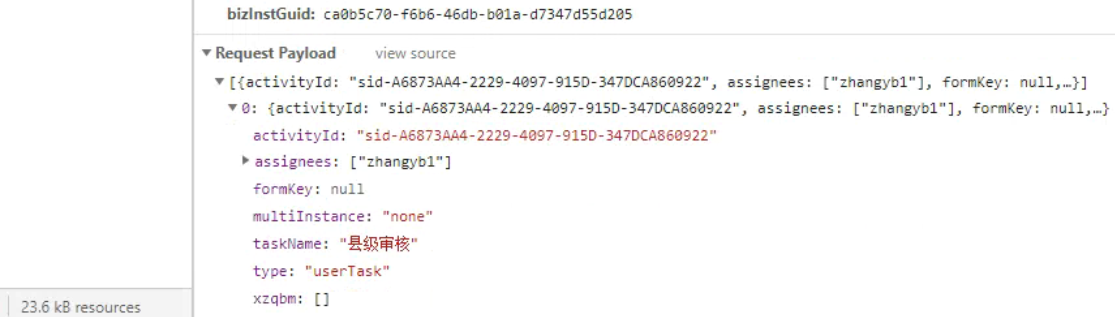 bizInstGuid: ca0b5c70-f6b6-46db-b01a-d7347d55d205
Request Payload view source
[{activityId: "sid-A6873AA4-2229-4097-915D-347DCA860922", assignees: ["zhangyb1"], formKey: null,…}]
0: {activityId: "sid-A6873AA4-2229-4097-915D-347DCA860922", assignees: ["zhangyb1"], formKey: null,…}
activityId: "sid-A6873AA4-2229-4097-915D-347DCA860922"
assignees: ["zhangyb1"]
formKey: null
multiInstance: "none"
taskName: "县级审核"
type: "userTask"
xzqbm: []
23.6 kB resources